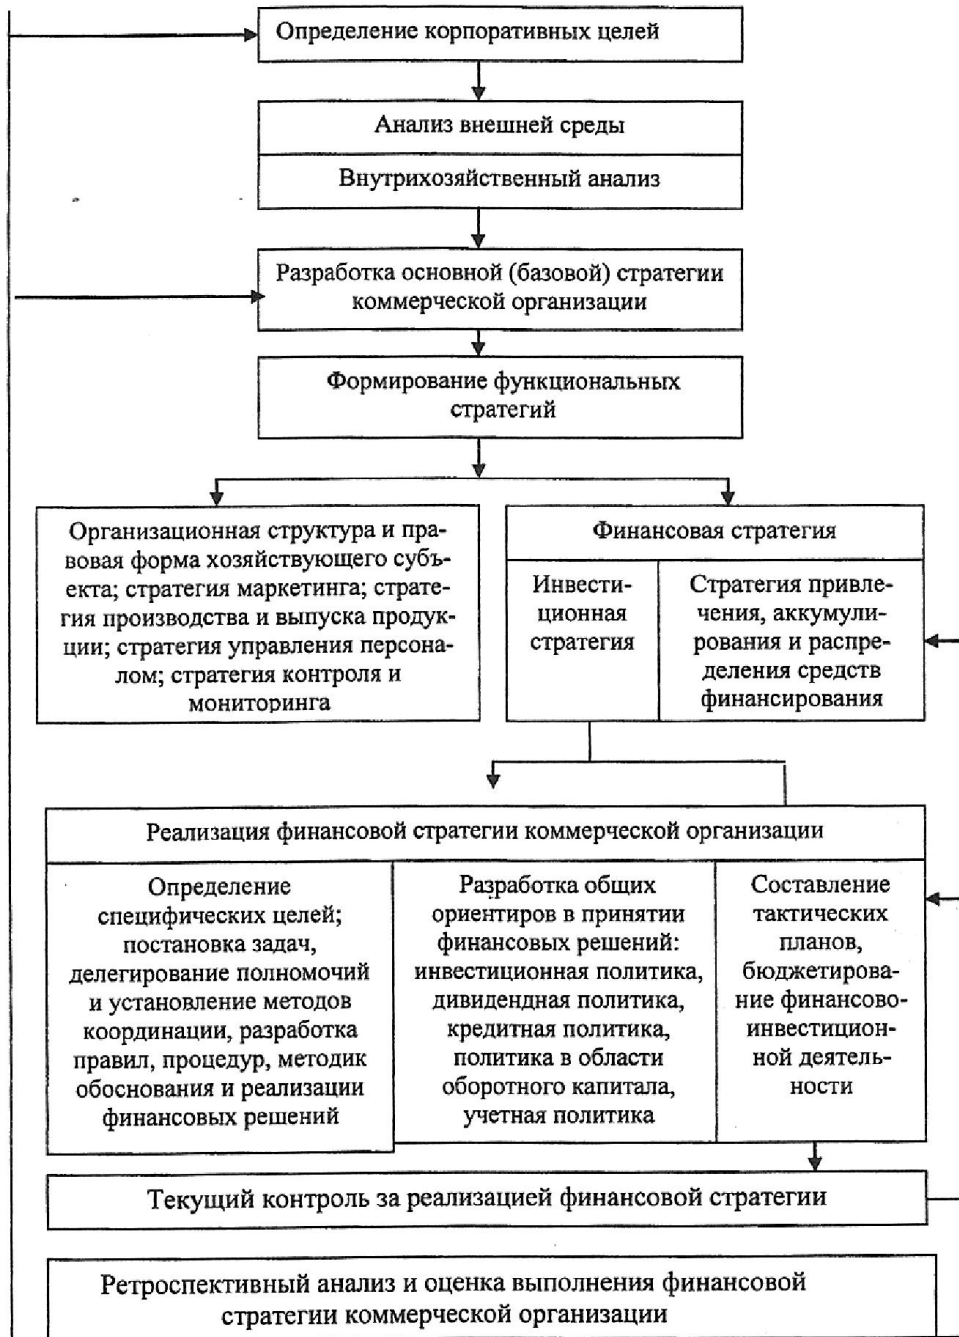 Определение корпоративных целей
Анализ внешней среды
Внутрихозяйственный анализ
Разработка основной (базовой) стратегии
коммерческой организации
Формирование функциональных
стратегий
Организационная структура и пра-
вовая форма хозяйствующего субъ-
екта; стратегия маркетинга; страте-
гия производства и выпуска продук-
ции; стратегия управления персона-
лом; стратегия контроля и
мониторинга
Финансовая стратегия
Инвести-
ционная
стратегия
Стратегия привле-
чения, аккумули-
рования и распре-
деления средств
финансирования
Реализация финансовой стратегии коммерческой организации
Определение
специфических целей;
постановка задач,
делегирование полномочий
и установление методов
координации, разработка
правил, процедур, методик
обоснования и реализации
финансовых решений
Разработка общих
ориентиров в принятии
финансовых решений:
инвестиционная политика,
дивидендная политика,
кредитная политика,
политика в области
оборотного капитала,
учетная политика
Составление
тактических
планов,
бюджетирова-
ние финансово-
инвестицион-
ной деятель-
ности
Текущий контроль за реализацией финансовой стратегии
Ретроспективный анализ и оценка выполнения финансовой
стратегии коммерческой организации